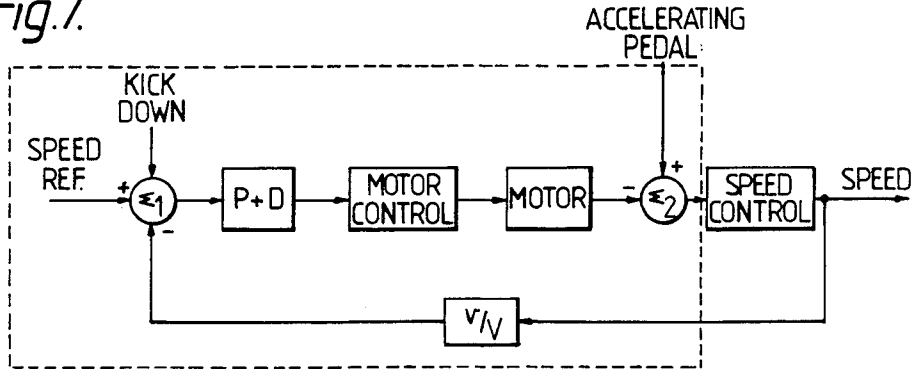 Fig.1.
ACCELERATING
PEDAL
KICK
DOWN
SPEED
REF.
+
Σ1
-
P+D
MOTOR
CONTROL
MOTOR
-
+
Σ2
SPEED
CONTROL
SPEED
v/V